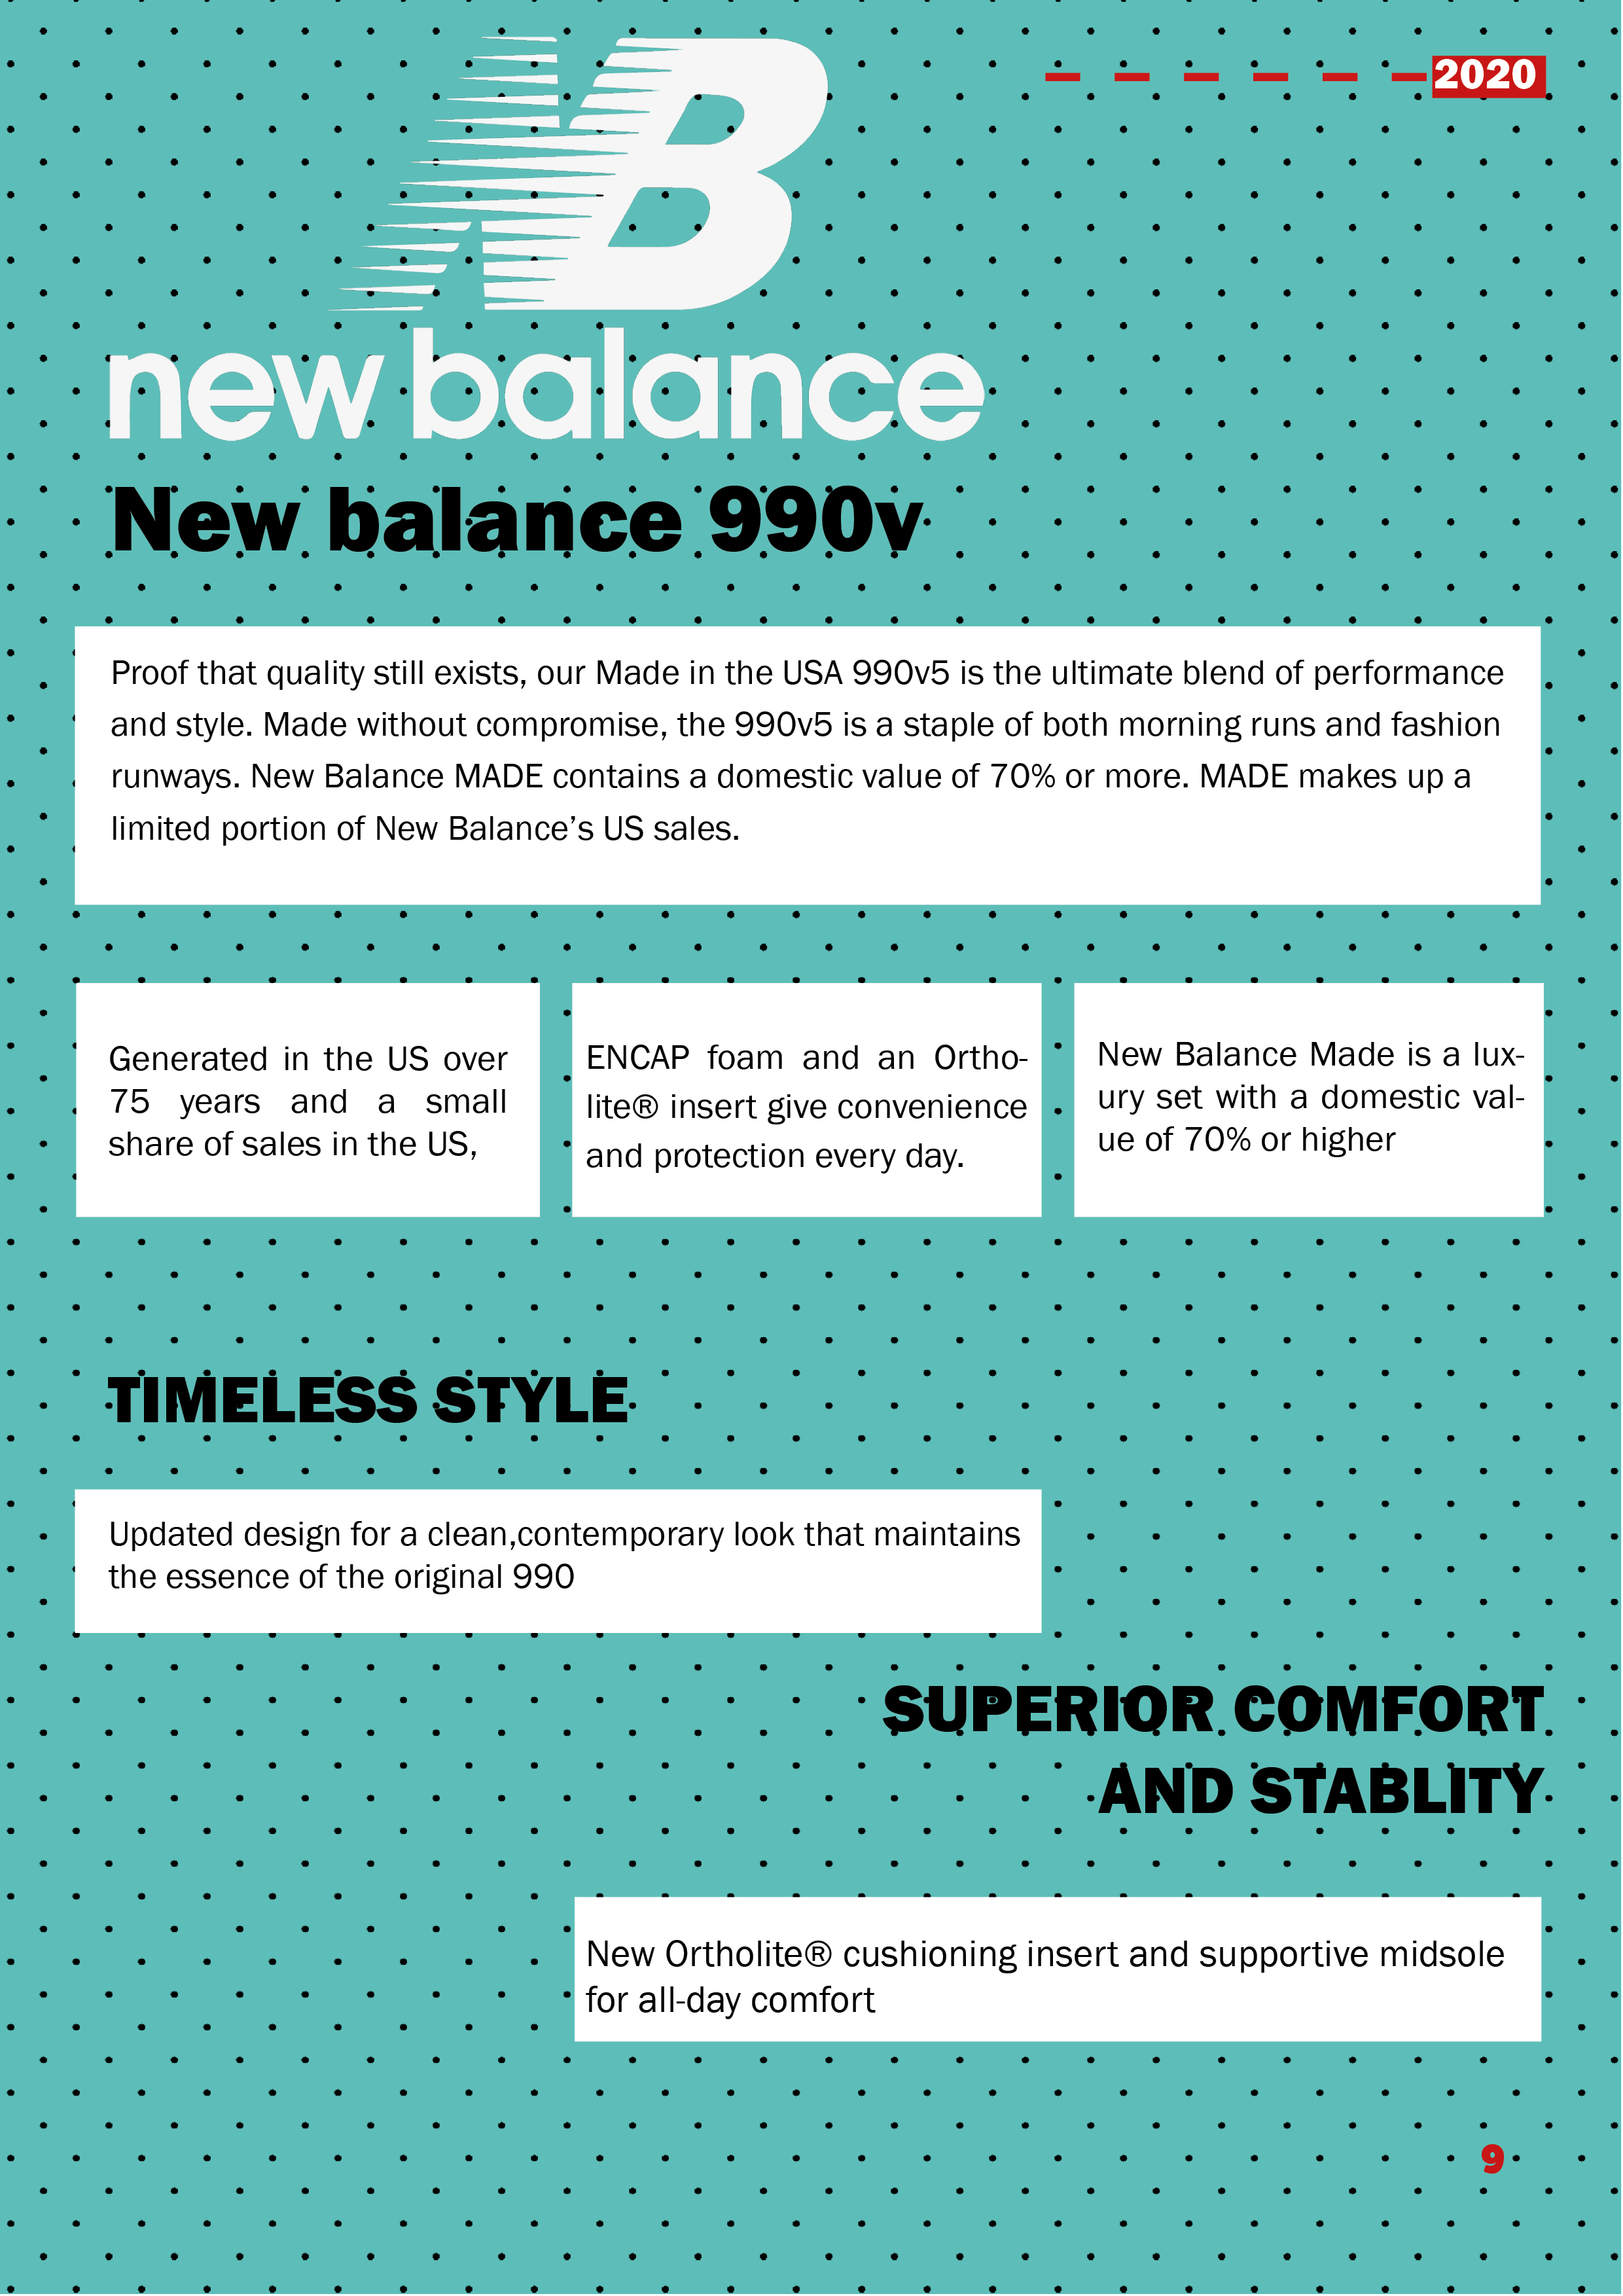 2020
NB
new balance
New balance 990v
Proof that quality still exists, our Made in the USA 990v5 is the ultimate blend of performance
and style. Made without compromise, the 990v5 is a staple of both morning runs and fashion
runways. New Balance MADE contains a domestic value of 70% or more. MADE makes up a
limited portion of New Balance’s US sales.
Generated in the US over
75 years and a small
share of sales in the US,
ENCAP foam and an Ortho-
lite® insert give convenience
and protection every day.
New Balance Made is a lux-
ury set with a domestic val-
ue of 70% or higher
TIMELESS STYLE
Updated design for a clean,contemporary look that maintains
the essence of the original 990
SUPERIOR COMFORT
AND STABLITY
New Ortholite® cushioning insert and supportive midsole
for all-day comfort
9